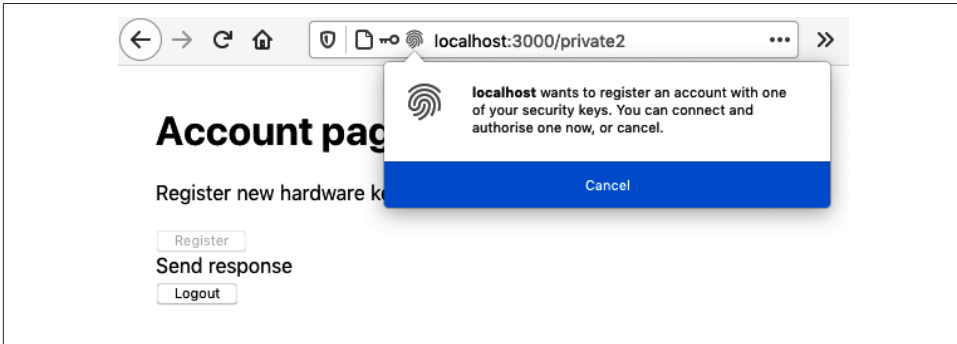 localhost:3000/private2
localhost wants to register an account with one
of your security keys. You can connect and
authorise one now, or cancel.
Cancel
Account pag
Register new hardware k
Register
Send response
Logout